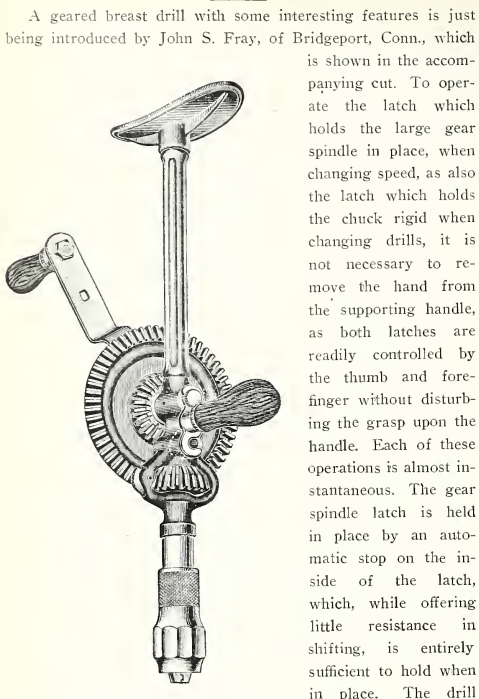 A geared breast drill with some interesting features is just
being introduced by John S. Fray, of Bridgeport, Conn., which
is shown in the accom-
panying cut. To oper-
ate the latch which
holds the large gear
spindle in place, when
changing speed, as also
the latch which holds
the chuck rigid when
changing drills, it is
not necessary to re-
move the hand from
the supporting handle,
as both latches are
readily controlled by
the thumb and fore-
finger without disturb-
ing the grasp upon the
handle. Each of these
operations is almost in-
stantaneous. The gear
spindle latch is held
in place by an auto-
matic stop on the in-
side of the latch,
which, while offering
little resistance in
shifting, is entirely
sufficient to hold when
in place. The drill